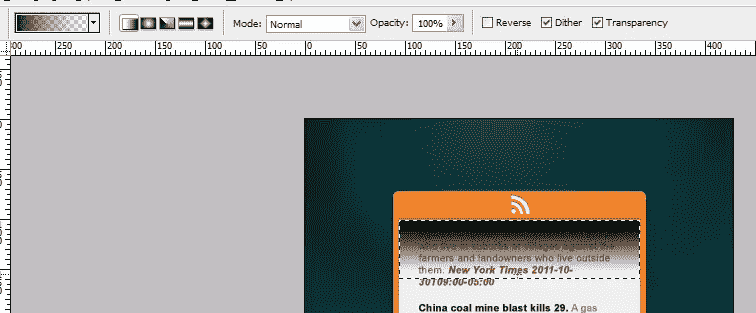 Mode: Normal Opacity: 100% Reverse Dither Transparency
00 250 200 150 100 50 0 50 100 150 200 250 300 350 400
farmers and landowners who live outside
them. New York Times 2011-10-
30T09:00-05:00
China coal mine blast kills 29. A gas